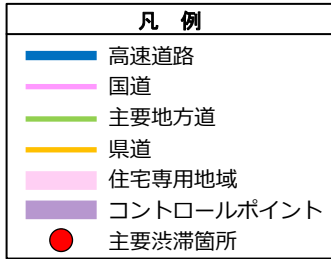 凡 例
高速道路
国道
主要地方道
県道
住宅専用地域
コントロールポイント
主要渋滞箇所